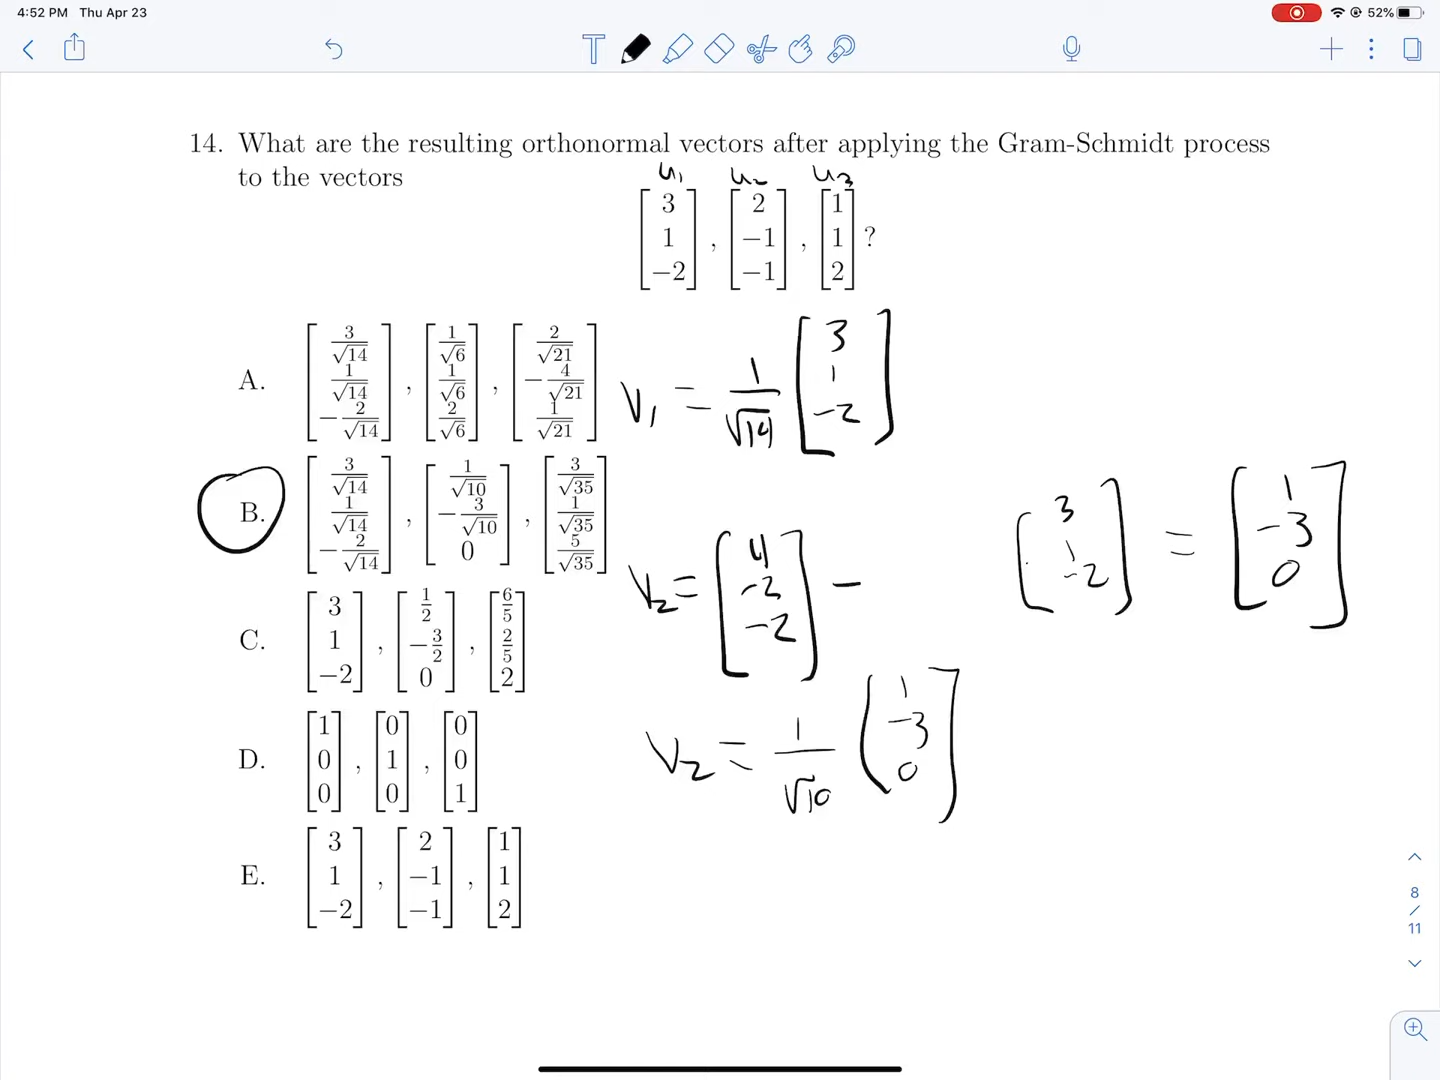 4:52 PM Thu Apr 23
52%
T
14. What are the resulting orthonormal vectors after applying the Gram-Schmidt process
to the vectors
u₁ u₂ u₃
[3 1 −2], [2 −1 −1], [1 1 2]?
A. [3/√14 1/√14 −2/√14], [1/√6 1/√6 2/√6], [2/√21 −4/√21 1/√21]
v₁ = 1/√14 [3 1 -2]
B. [3/√14 1/√14 −2/√14], [1/√10 −3/√10 0], [3/√35 1/√35 5/√35]
v₂ = [4 -2 -2] − [3 1 -2] = [1 -3 0]
C. [3 1 −2], [1/2 −3/2 0], [6/5 2/5 2]
D. [1 0 0], [0 1 0], [0 0 1]
v₂ = 1/√10 [1 -3 0]
E. [3 1 −2], [2 −1 −1], [1 1 2]
8
/
11